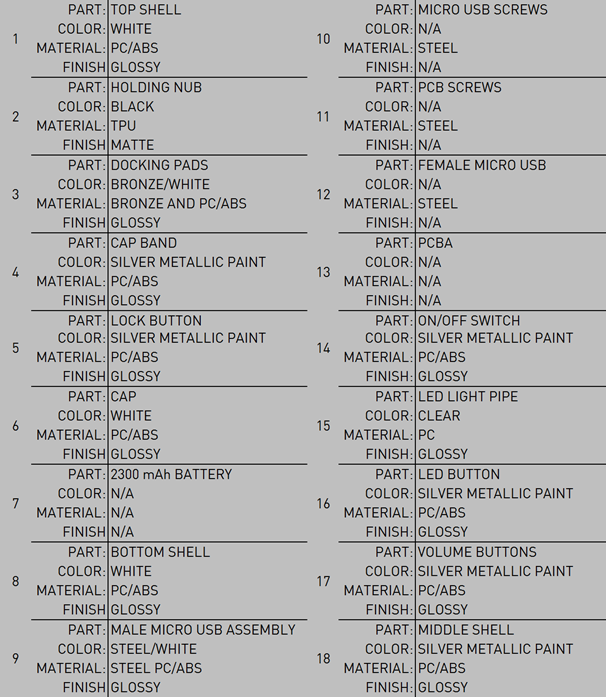 1
PART: TOP SHELL
COLOR: WHITE
MATERIAL: PC/ABS
FINISH GLOSSY
2
PART: HOLDING NUB
COLOR: BLACK
MATERIAL: TPU
FINISH MATTE
3
PART: DOCKING PADS
COLOR: BRONZE/WHITE
MATERIAL: BRONZE AND PC/ABS
FINISH GLOSSY
4
PART: CAP BAND
COLOR: SILVER METALLIC PAINT
MATERIAL: PC/ABS
FINISH GLOSSY
5
PART: LOCK BUTTON
COLOR: SILVER METALLIC PAINT
MATERIAL: PC/ABS
FINISH GLOSSY
6
PART: CAP
COLOR: WHITE
MATERIAL: PC/ABS
FINISH GLOSSY
7
PART: 2300 mAh BATTERY
COLOR: N/A
MATERIAL: N/A
FINISH N/A
8
PART: BOTTOM SHELL
COLOR: WHITE
MATERIAL: PC/ABS
FINISH GLOSSY
9
PART: MALE MICRO USB ASSEMBLY
COLOR: STEEL/WHITE
MATERIAL: STEEL PC/ABS
FINISH GLOSSY
10
PART: MICRO USB SCREWS
COLOR: N/A
MATERIAL: STEEL
FINISH: N/A
11
PART: PCB SCREWS
COLOR: N/A
MATERIAL: STEEL
FINISH: N/A
12
PART: FEMALE MICRO USB
COLOR: N/A
MATERIAL: STEEL
FINISH: N/A
13
PART: PCBA
COLOR: N/A
MATERIAL: N/A
FINISH: N/A
14
PART: ON/OFF SWITCH
COLOR: SILVER METALLIC PAINT
MATERIAL: PC/ABS
FINISH: GLOSSY
15
PART: LED LIGHT PIPE
COLOR: CLEAR
MATERIAL: PC
FINISH: GLOSSY
16
PART: LED BUTTON
COLOR: SILVER METALLIC PAINT
MATERIAL: PC/ABS
FINISH: GLOSSY
17
PART: VOLUME BUTTONS
COLOR: SILVER METALLIC PAINT
MATERIAL: PC/ABS
FINISH: GLOSSY
18
PART: MIDDLE SHELL
COLOR: SILVER METALLIC PAINT
MATERIAL: PC/ABS
FINISH: GLOSSY